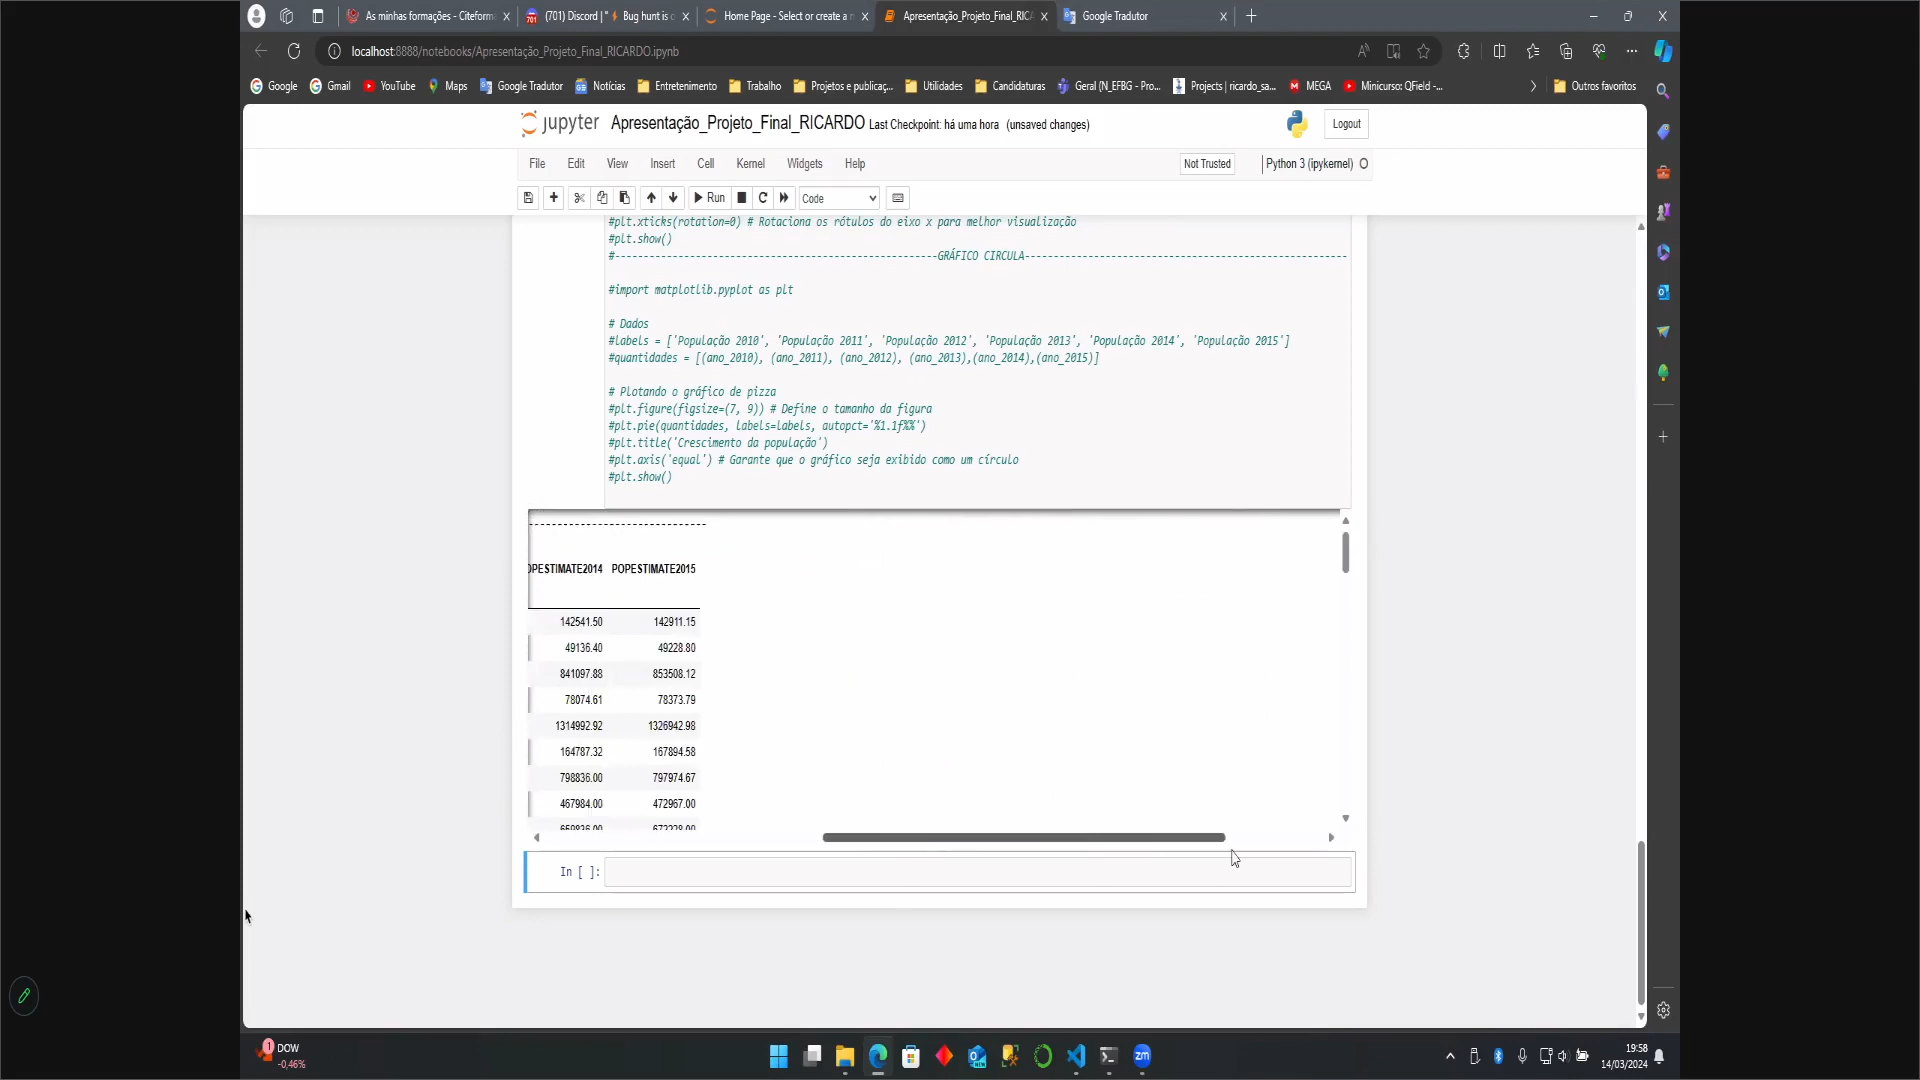 As minhas formações - Citeform
(701) Discord | "
Bug hunt is
Home Page - Select or create a n
Apresentação_Projeto_Final_RIC
Google Tradutor
localhost:8888/notebooks/Apresentação_Projeto_Final_RICARDO.ipynb
Google
Gmail
YouTube
Maps
Google Tradutor
Notícias
Entretenimento
Trabalho
Projetos e publicaç...
Utilidades
Candidaturas
Geral (N_EFBG - Pro...
Projects | ricardo_sa...
MEGA
Minicurso: QField -...
Outros favoritos
jupyter
Apresentação_Projeto_Final_RICARDO Last Checkpoint: há uma hora (unsaved changes)
Logout
File Edit View Insert Cell Kernel Widgets Help
Not Trusted
Python 3 (ipykernel)
Run
Code
#plt.xticks(rotation=0) # Rotaciona os rótulos do eixo x para melhor visualização
#plt.show()
#--------------------------------------------------------GRÁFICO CIRCULA--------------------------------------------------------
#import matplotlib.pyplot as plt
# Dados
#labels = ['População 2010', 'População 2011', 'População 2012', 'População 2013', 'População 2014', 'População 2015']
#quantidades = [(ano_2010), (ano_2011), (ano_2012), (ano_2013),(ano_2014),(ano_2015)]
# Plotando o gráfico de pizza
#plt.figure(figsize=(7, 9)) # Define o tamanho da figura
#plt.pie(quantidades, labels=labels, autopct='%1.1f%%')
#plt.title('Crescimento da população')
#plt.axis('equal') # Garante que o gráfico seja exibido como um círculo
#plt.show()
-------------------------------
OPESTIMATE2014 POPESTIMATE2015
142541.50 142911.15
49136.40 49228.80
841097.88 853508.12
78074.61 78373.79
1314992.92 1326942.98
164787.32 167894.58
798836.00 797974.67
467984.00 472967.00
659836.00 672228.00
In [ ]:
1
DOW
-0,46%
zm
19:58
14/03/2024